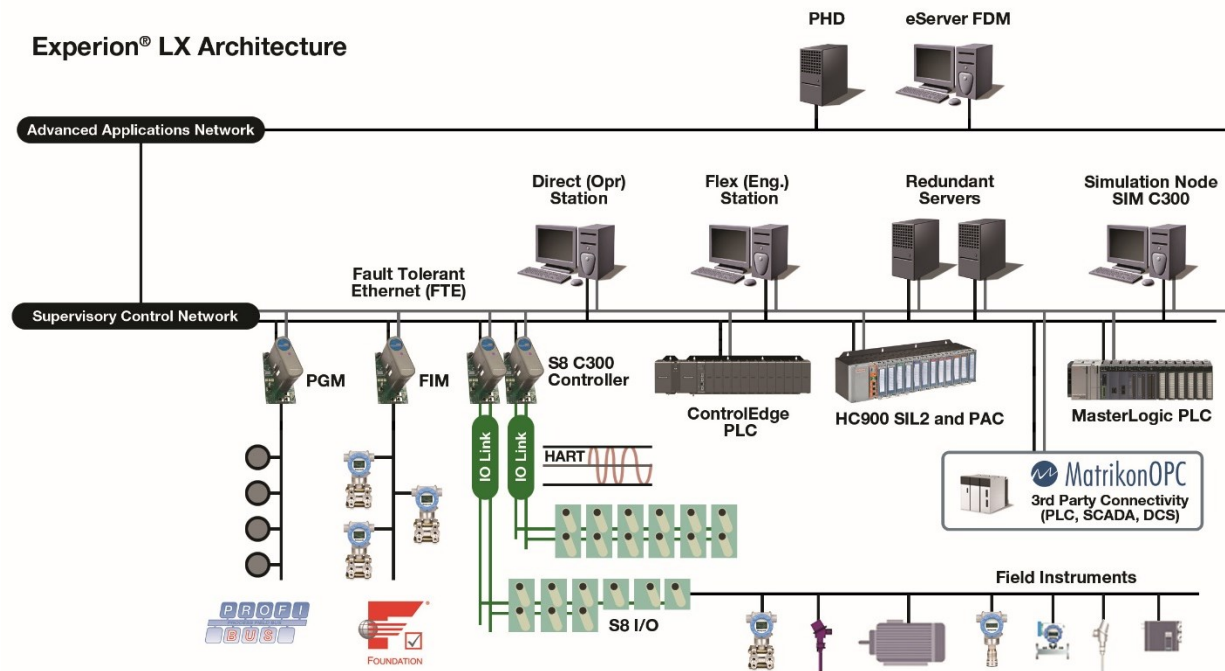 Experion® LX Architecture
PHD
eServer FDM
Advanced Applications Network
Direct (Opr)
Station
Flex (Eng.)
Station
Redundant
Servers
Simulation Node
SIM C300
Fault Tolerant
Ethernet (FTE)
Supervisory Control Network
PGM
FIM
S8 C300
Controller
ControlEdge
PLC
HC900 SIL2 and PAC
MasterLogic PLC
IO Link
IO Link
HART
MatrikonOPC
3rd Party Connectivity
(PLC, SCADA, DCS)
Field Instruments
S8 I/O
PROFI
BUS
FOUNDATION